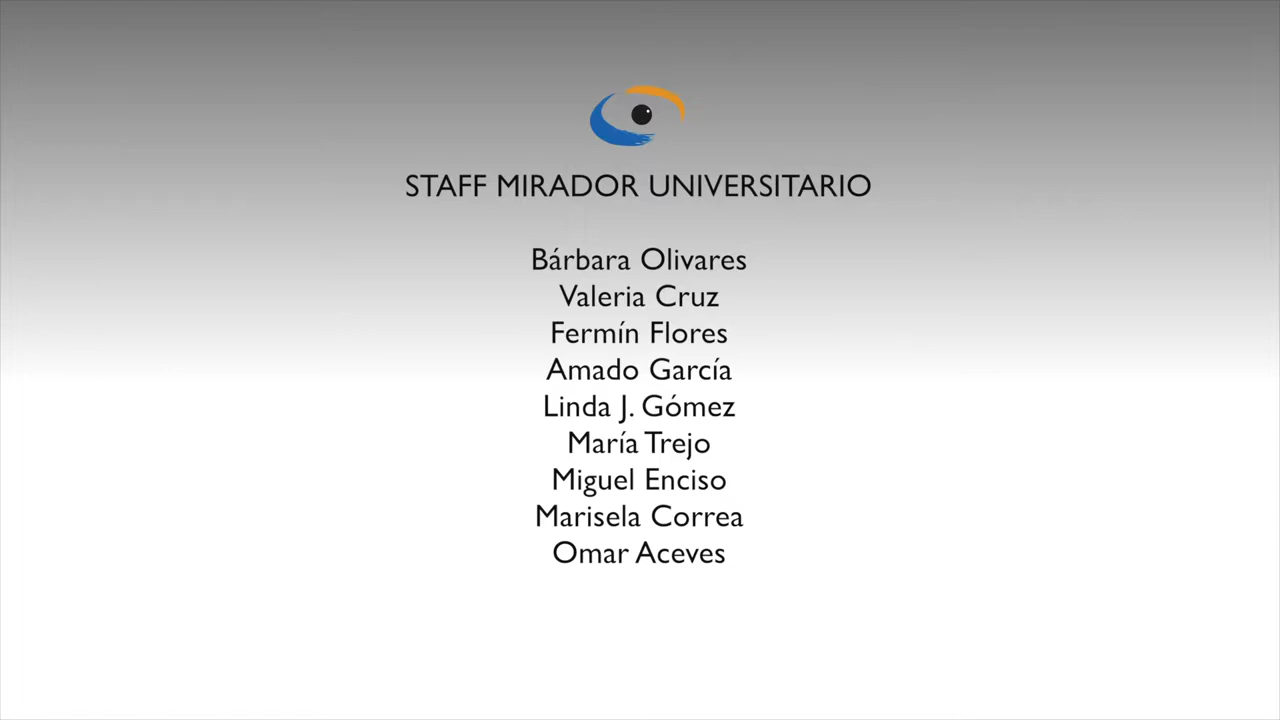 STAFF MIRADOR UNIVERSITARIO
Bárbara Olivares
Valeria Cruz
Fermín Flores
Amado García
Linda J. Gómez
María Trejo
Miguel Enciso
Marisela Correa
Omar Aceves